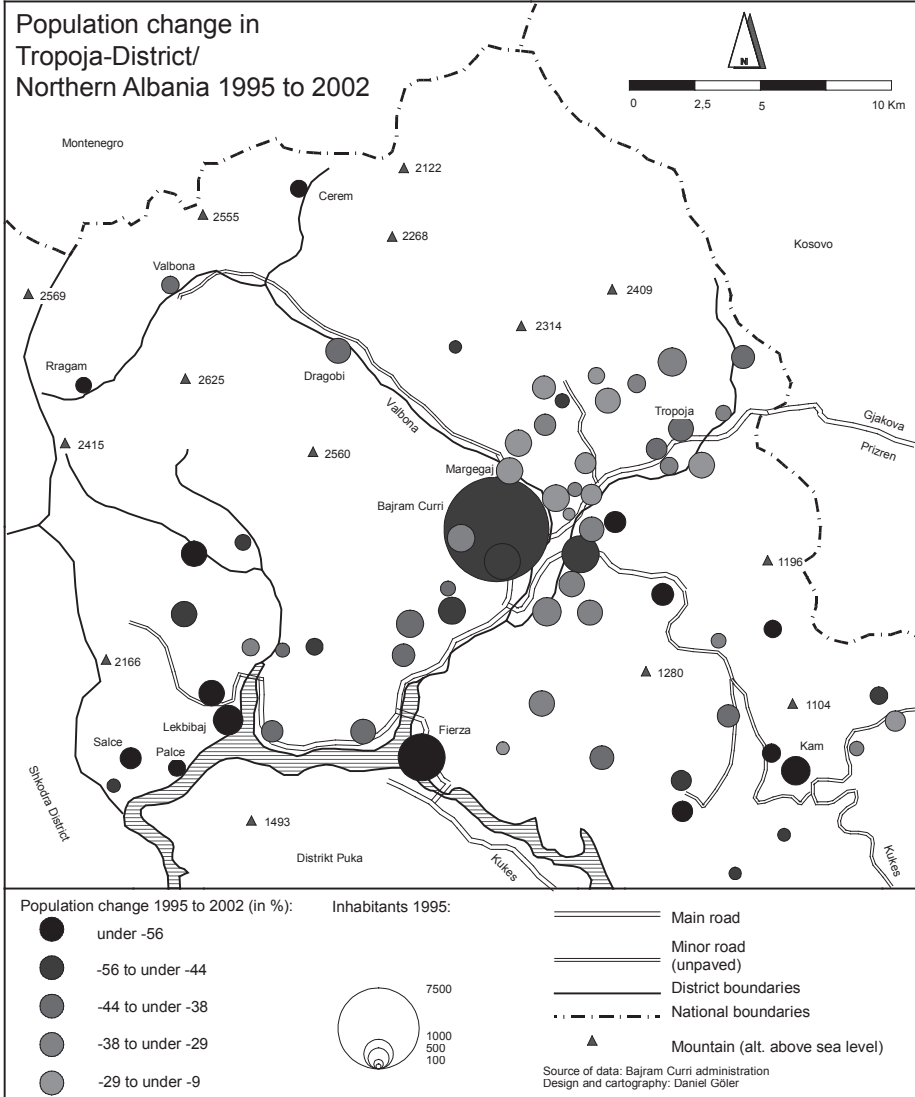 Population change in
Tropoja-District/
Northern Albania 1995 to 2002
N
0 2,5 5 10 Km
Montenegro
2122
Cerem
2555
2268
Kosovo
Valbona
2569
2409
2314
Rragam
Dragobi
2625
Valbona
Tropoja
Gjakova
Prizren
2415
2560
Margegaj
Bajram Curri
1196
2166
1280
1104
Lekbibaj
Fierza
Salce
Palce
Kam
Shkodra District
1493
Distrikt Puka
Kukes
Kukes
Population change 1995 to 2002 (in %):
under -56
-56 to under -44
-44 to under -38
-38 to under -29
-29 to under -9
Inhabitants 1995:
7500
1000
500
100
Main road
Minor road
(unpaved)
District boundaries
National boundaries
Mountain (alt. above sea level)
Source of data: Bajram Curri administration
Design and cartography: Daniel Göler